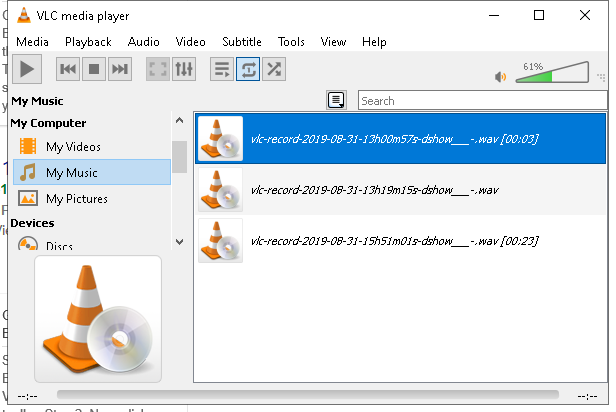 VLC media player
Media Playback Audio Video Subtitle Tools View Help
61%
My Music
Search
My Computer
My Videos
My Music
My Pictures
Devices
Discs
vlc-record-2019-08-31-13h00m57s-dshow___-.wav [00:03]
vlc-record-2019-08-31-13h19m15s-dshow___-.wav
vlc-record-2019-08-31-15h51m01s-dshow___-.wav [00:23]
--:-- --:--